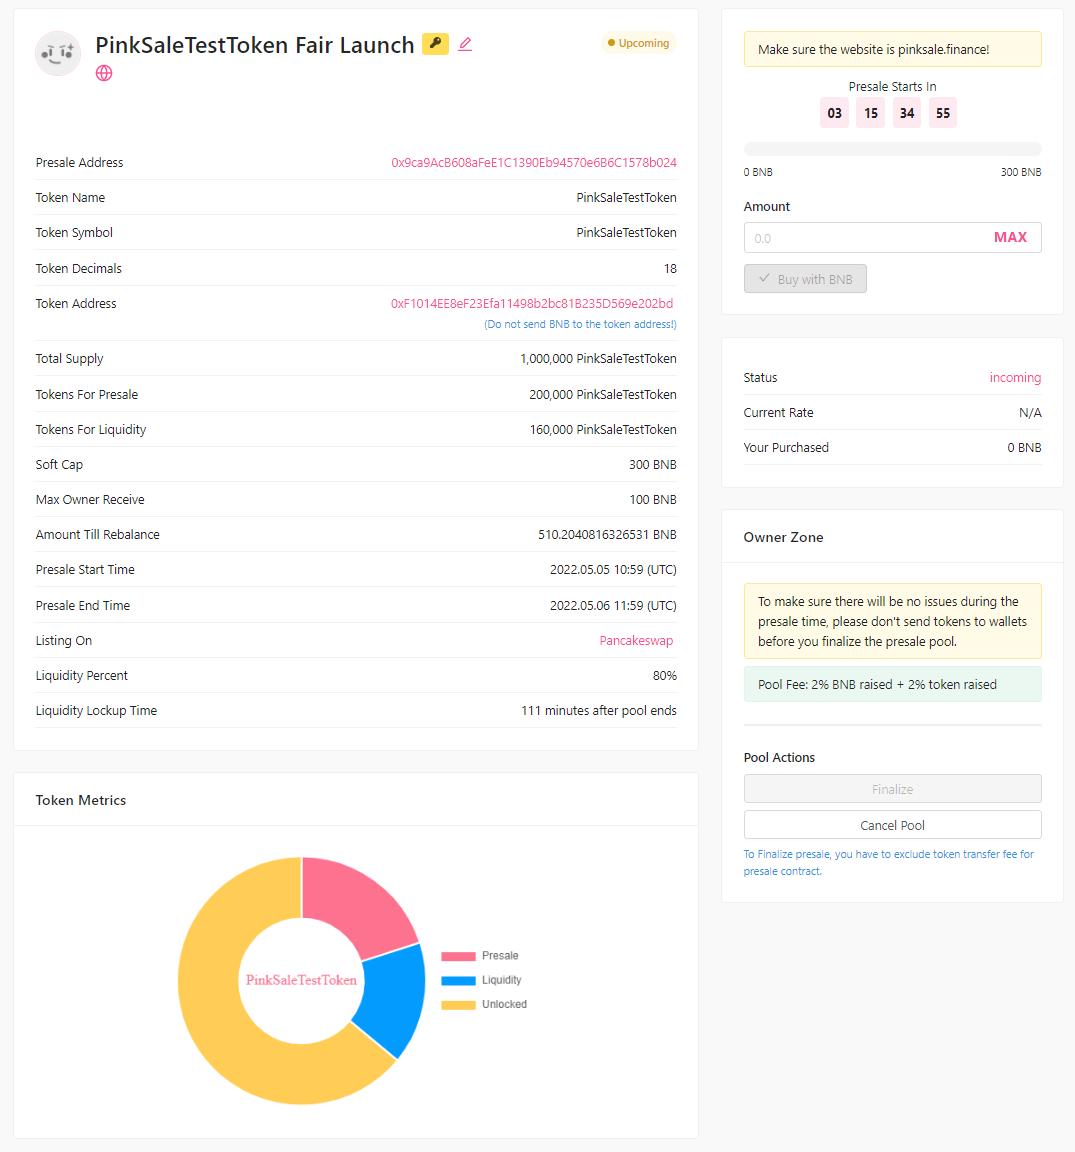 PinkSaleTestToken Fair Launch
Upcoming
Presale Address 0x9ca9AcB608aFeE1C1390Eb94570e6B6C1578b024
Token Name PinkSaleTestToken
Token Symbol PinkSaleTestToken
Token Decimals 18
Token Address 0xF1014EE8eF23Efa11498b2bc81B235D569e202bd
(Do not send BNB to the token address!)
Total Supply 1,000,000 PinkSaleTestToken
Tokens For Presale 200,000 PinkSaleTestToken
Tokens For Liquidity 160,000 PinkSaleTestToken
Soft Cap 300 BNB
Max Owner Receive 100 BNB
Amount Till Rebalance 510.2040816326531 BNB
Presale Start Time 2022.05.05 10:59 (UTC)
Presale End Time 2022.05.06 11:59 (UTC)
Listing On Pancakeswap
Liquidity Percent 80%
Liquidity Lockup Time 111 minutes after pool ends
Token Metrics
PinkSaleTestToken
Presale
Liquidity
Unlocked
Make sure the website is pinksale.finance!
Presale Starts In
03 15 34 55
0 BNB 300 BNB
Amount
0.0 MAX
Buy with BNB
Status incoming
Current Rate N/A
Your Purchased 0 BNB
Owner Zone
To make sure there will be no issues during the
presale time, please don't send tokens to wallets
before you finalize the presale pool.
Pool Fee: 2% BNB raised + 2% token raised
Pool Actions
Finalize
Cancel Pool
To Finalize presale, you have to exclude token transfer fee for
presale contract.